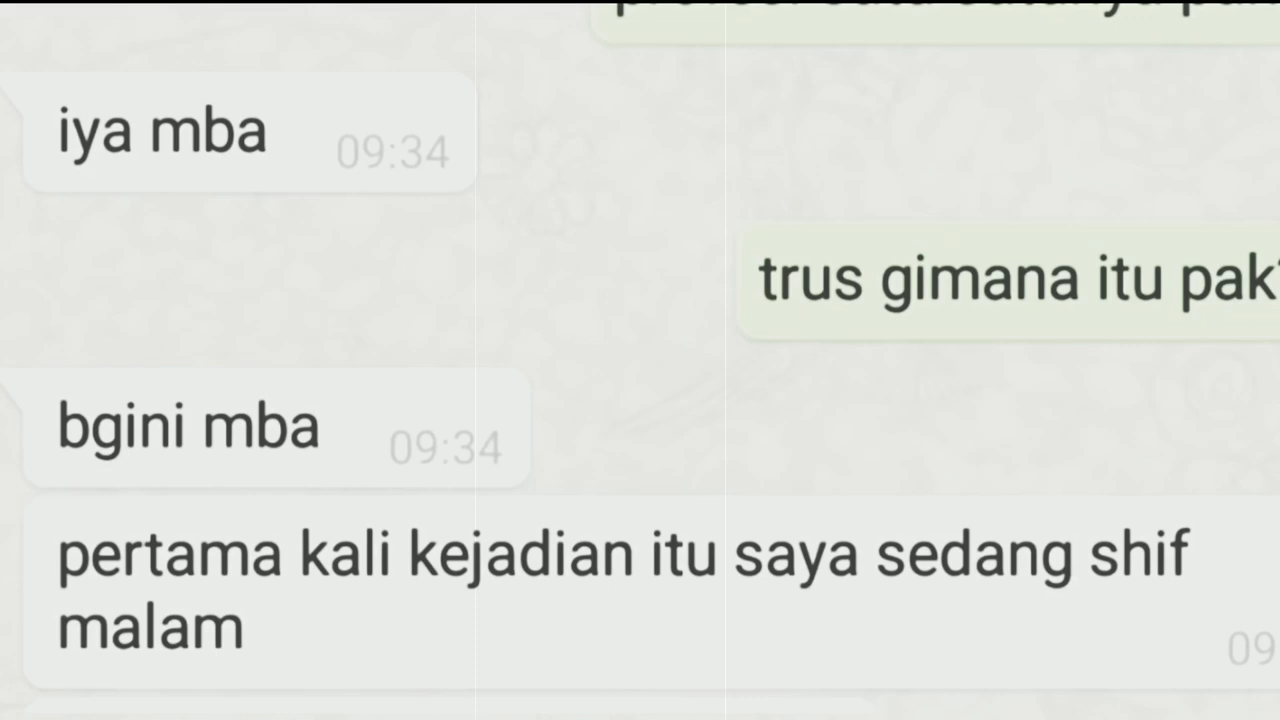 iya mba 09:34
trus gimana itu pak
bgini mba 09:34
pertama kali kejadian itu saya sedang shif
malam 09